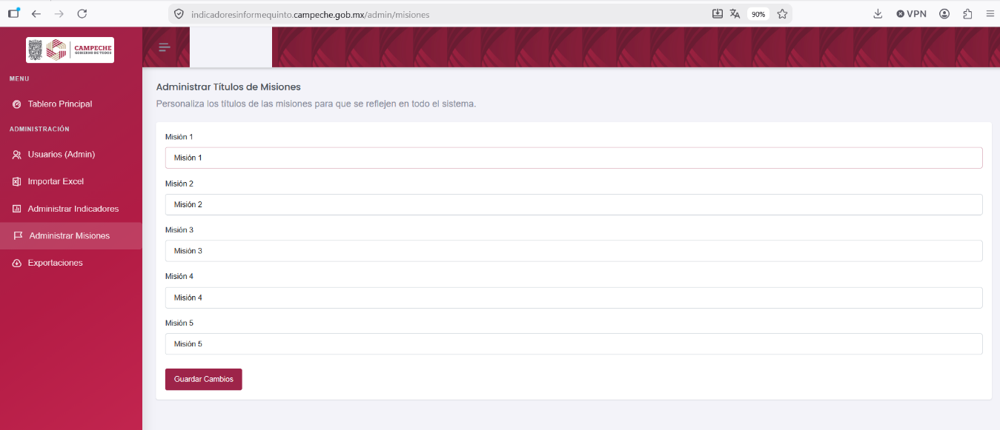 indicadoresinformequinto.campeche.gob.mx/admin/misiones
90%
VPN
CAMPECHE
GOBIERNO DE TODOS
MENU
Tablero Principal
ADMINISTRACIÓN
Usuarios (Admin)
Importar Excel
Administrar Indicadores
Administrar Misiones
Exportaciones
Administrar Títulos de Misiones
Personaliza los títulos de las misiones para que se reflejen en todo el sistema.
Misión 1
Misión 1
Misión 2
Misión 2
Misión 3
Misión 3
Misión 4
Misión 4
Misión 5
Misión 5
Guardar Cambios